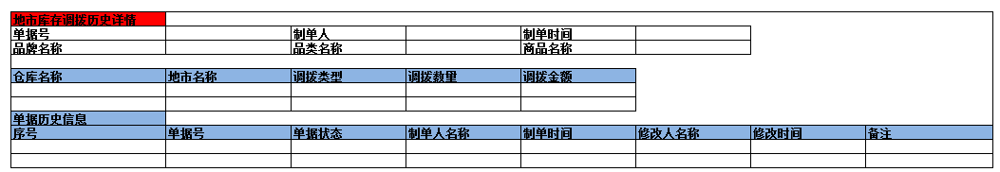 地市库存调拨历史详情
单据号 制单人 制单时间
品牌名称 品类名称 商品名称
仓库名称 地市名称 调拨类型 调拨数量 调拨金额
单据历史信息
序号 单据号 单据状态 制单人名称 制单时间 修改人名称 修改时间 备注